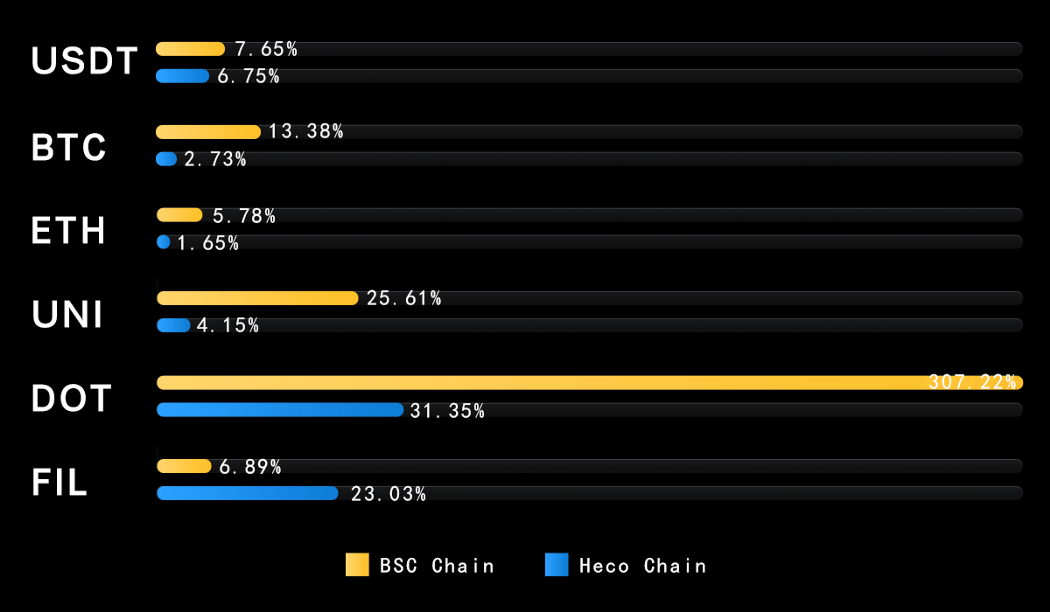 USDT
7.65%
6.75%
BTC
13.38%
2.73%
ETH
5.78%
1.65%
UNI
25.61%
4.15%
DOT
307.22%
31.35%
FIL
6.89%
23.03%
BSC Chain Heco Chain